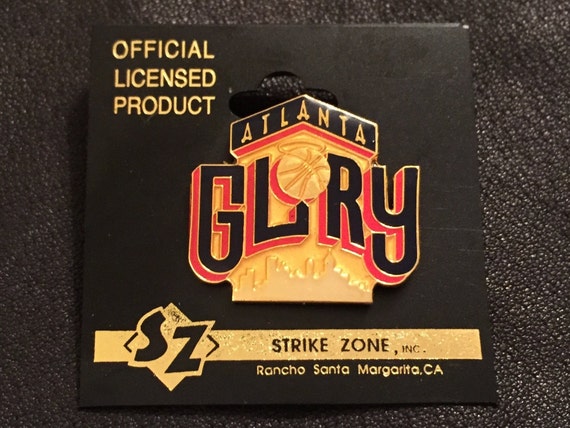 OFFICIAL
LICENSED
PRODUCT
ATLANTA
GLORY
SZ
STRIKE ZONE, INC.
Rancho Santa Margarita,CA